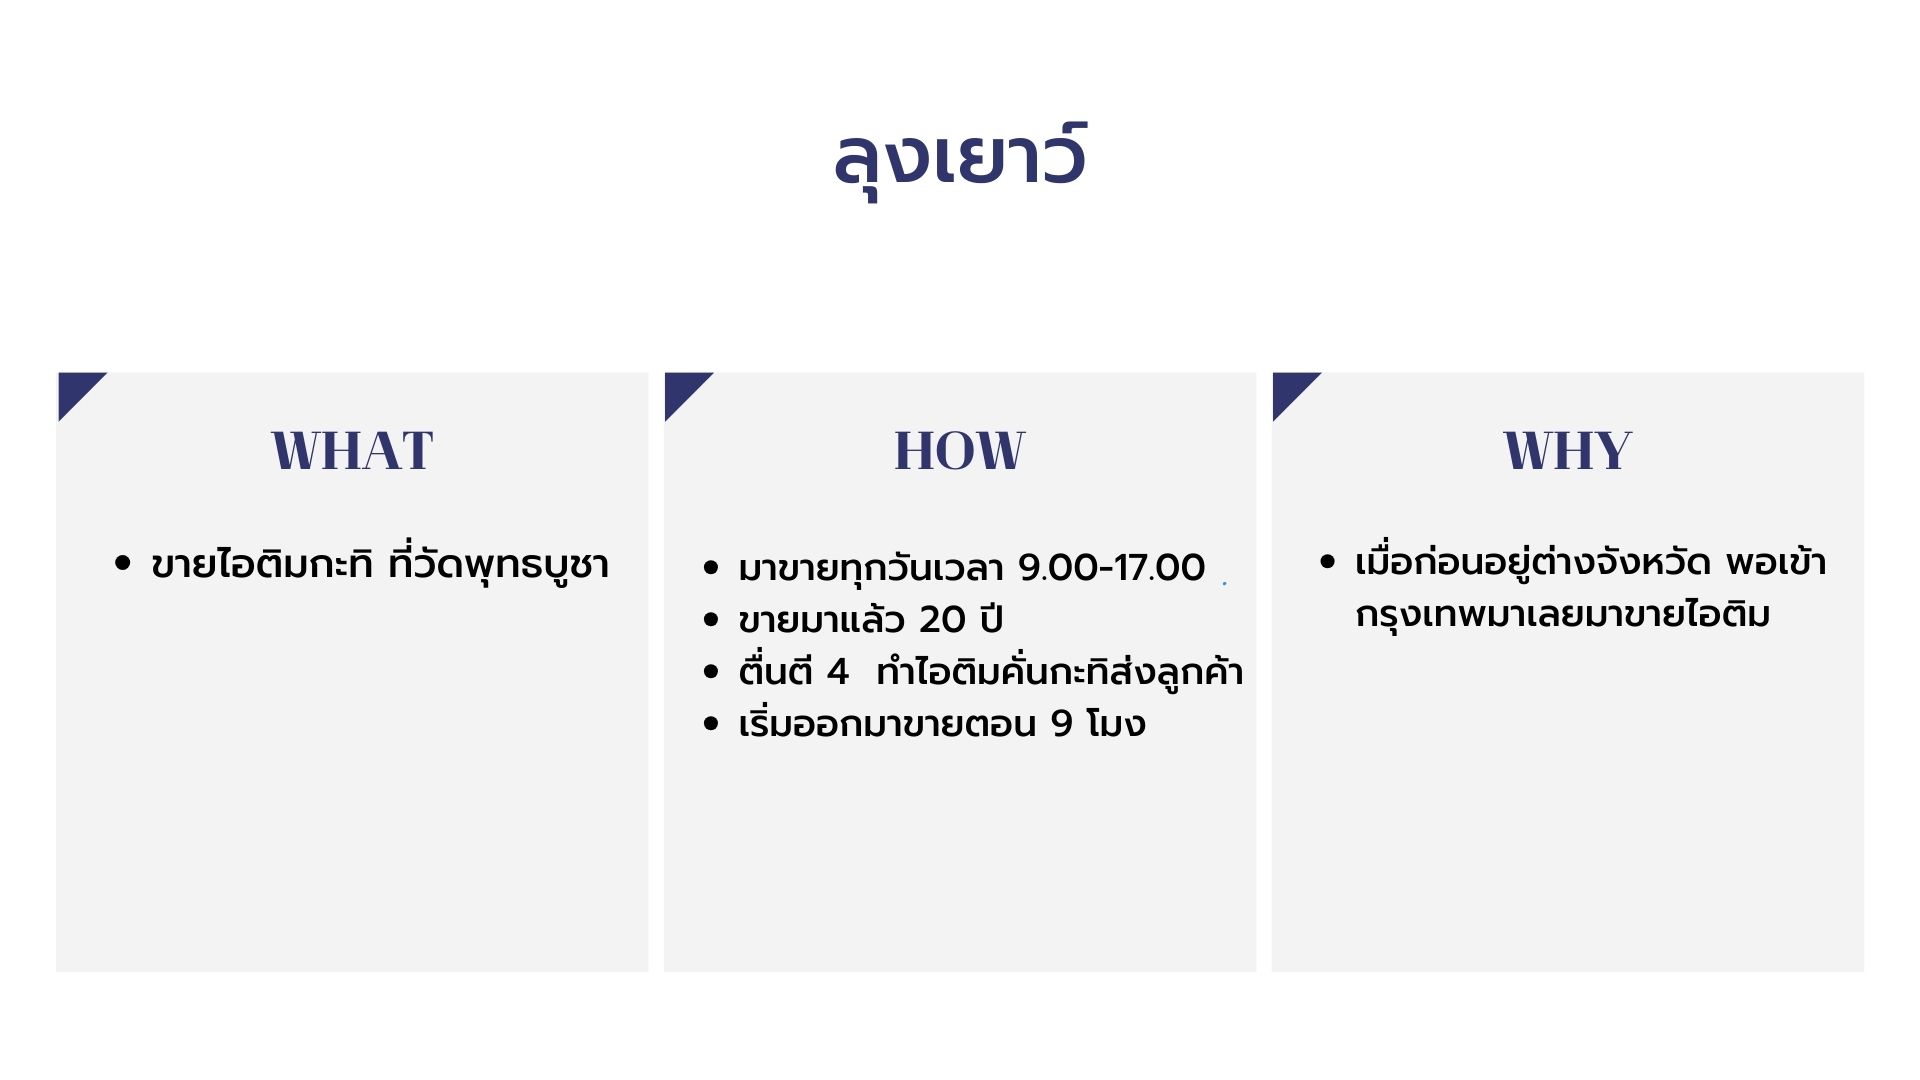 ลุงเยาว์
WHAT
• ขายไอติมกะทิ ที่วัดพุทธบูชา
HOW
• มาขายทุกวันเวลา 9.00-17.00
• ขายมาแล้ว 20 ปี
• ตื่นตี 4  ทำไอติมคั่นกะทิส่งลูกค้า
• เริ่มออกมาขายตอน 9 โมง
WHY
• เมื่อก่อนอยู่ต่างจังหวัด พอเข้า
กรุงเทพมาเลยมาขายไอติม